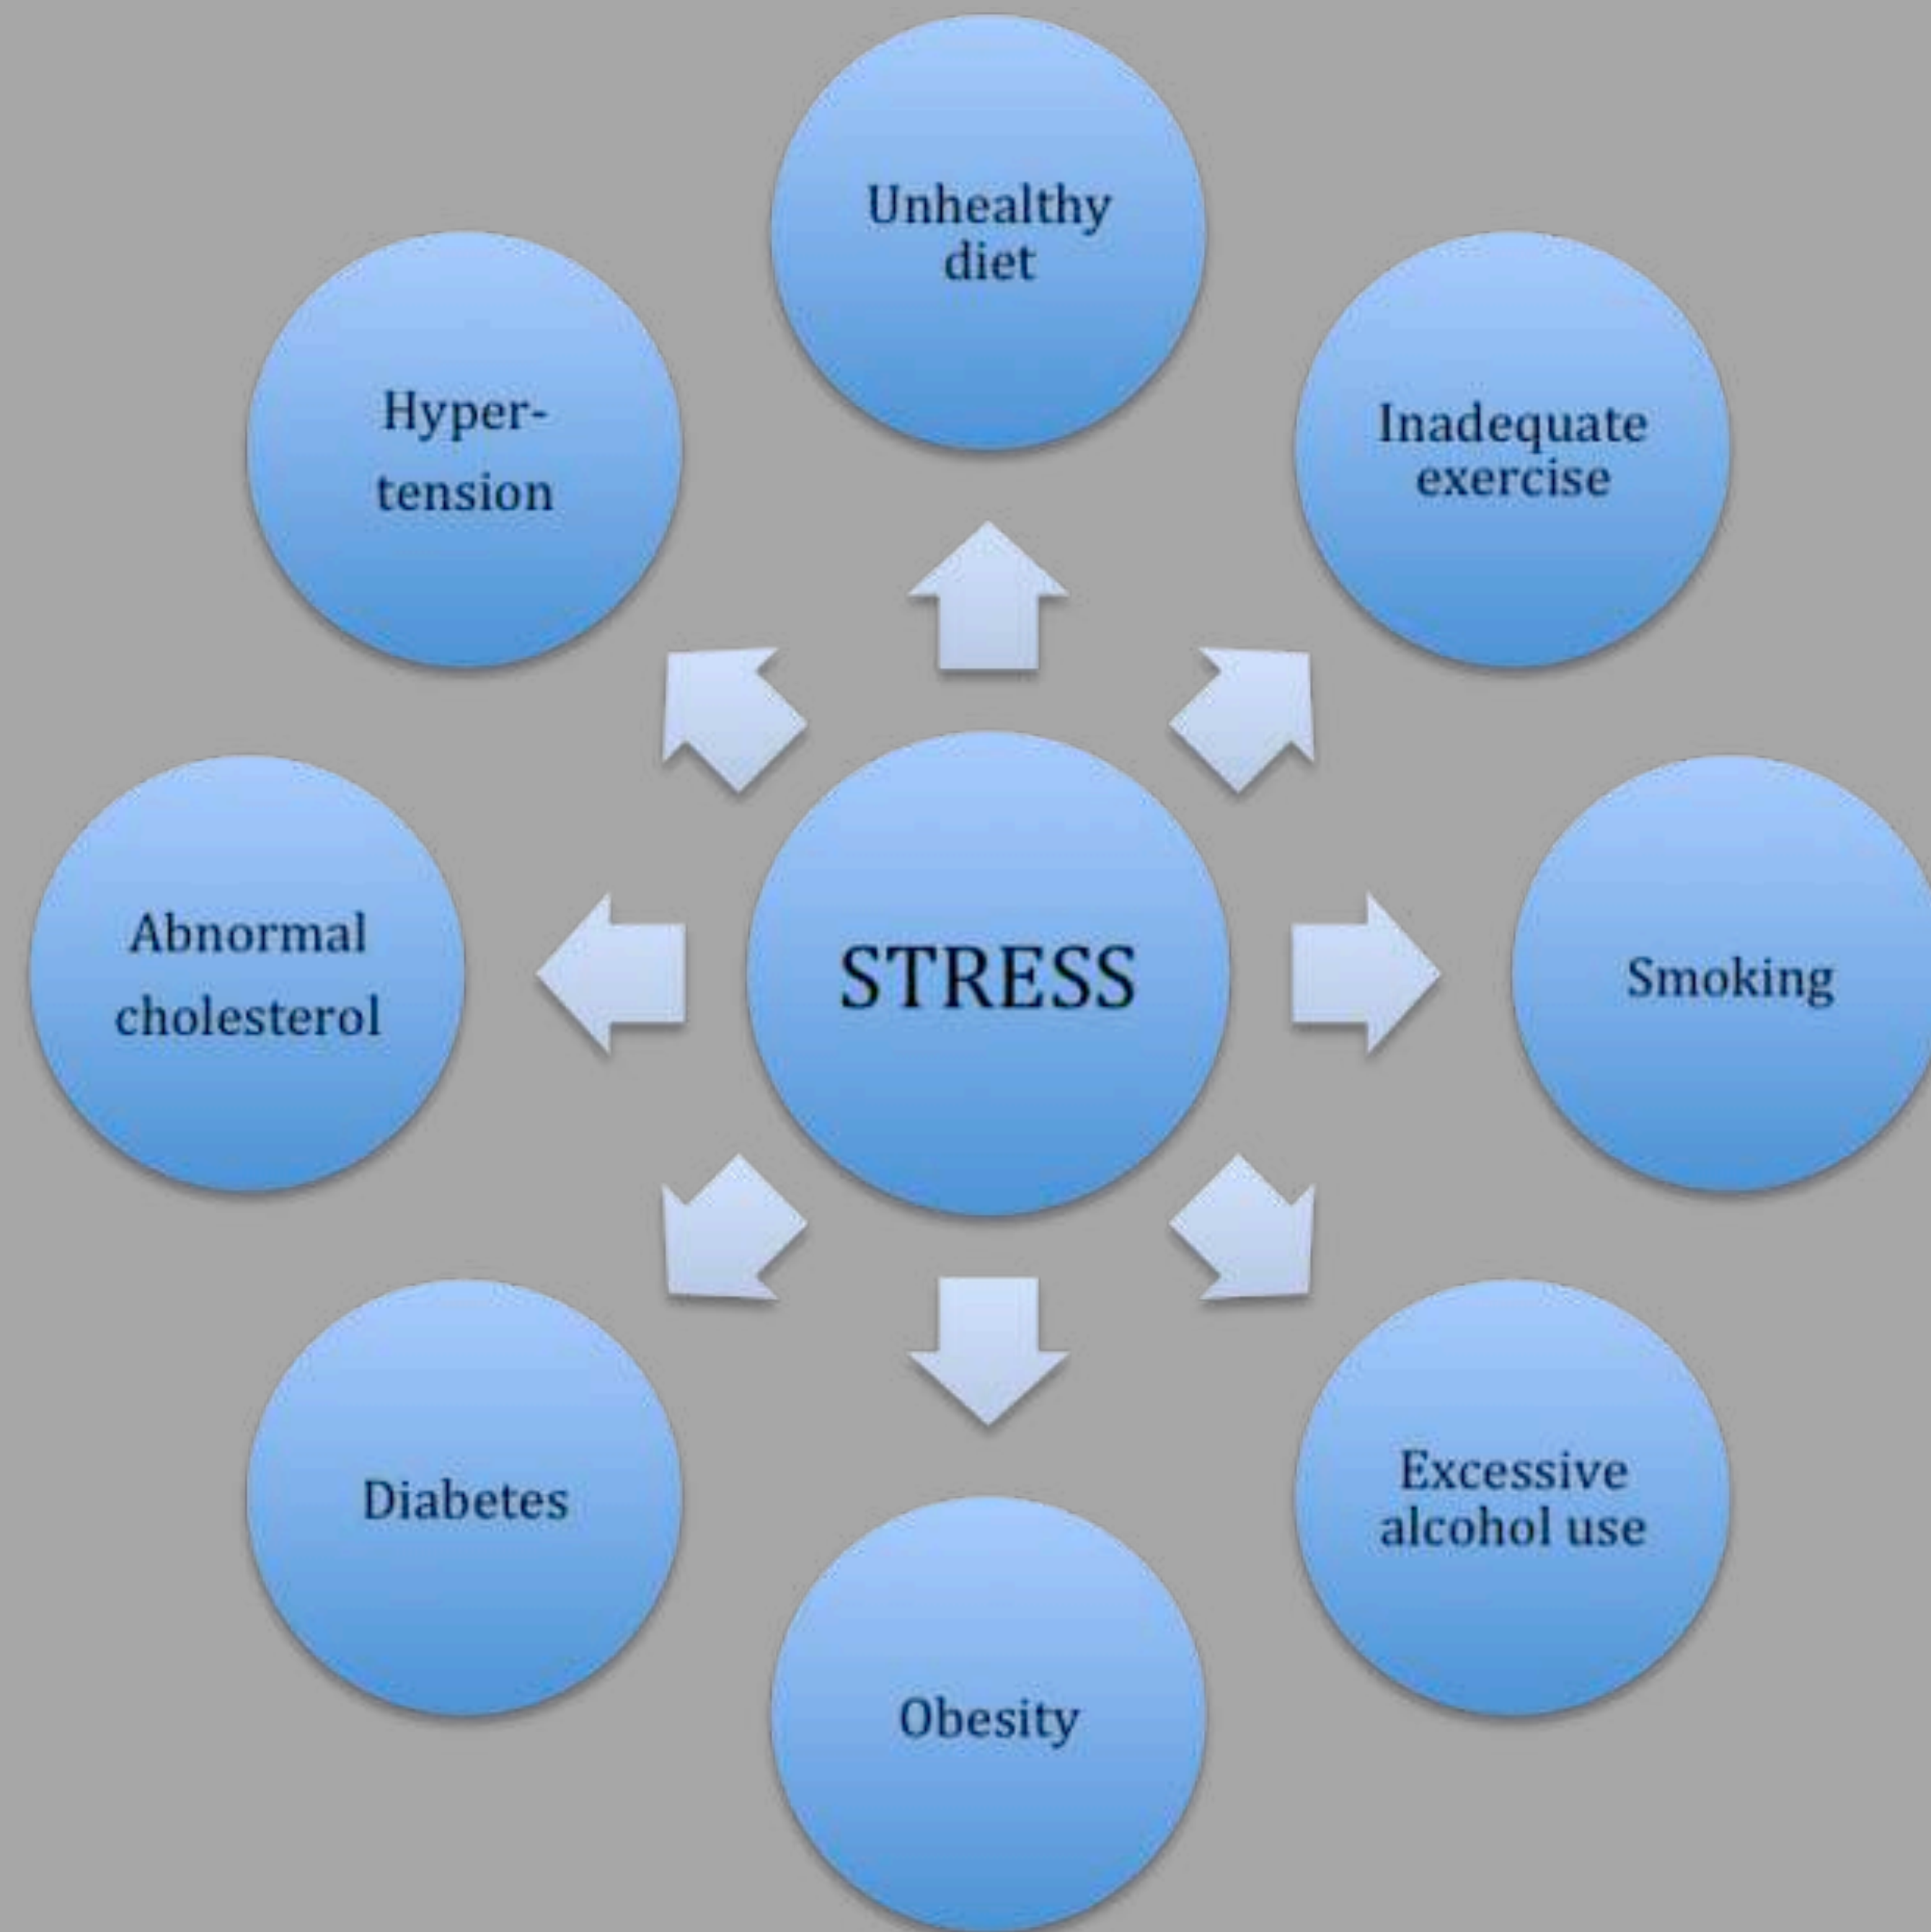 Unhealthy
diet
Inadequate
exercise
Smoking
Excessive
alcohol use
Obesity
Diabetes
Abnormal
cholesterol
Hyper-
tension
STRESS